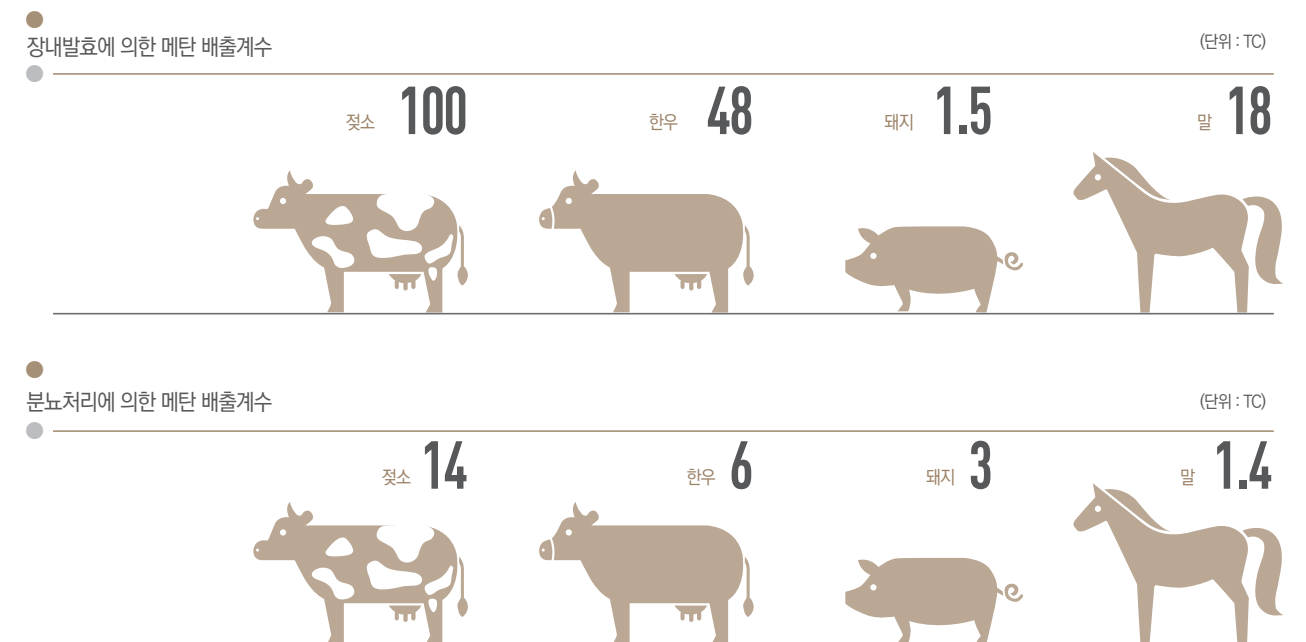 장내발효에 의한 메탄 배출계수
(단위 : TC)
젖소 100
한우 48
돼지 1.5
말 18
분뇨처리에 의한 메탄 배출계수
(단위 : TC)
젖소 14
한우 6
돼지 3
말 1.4